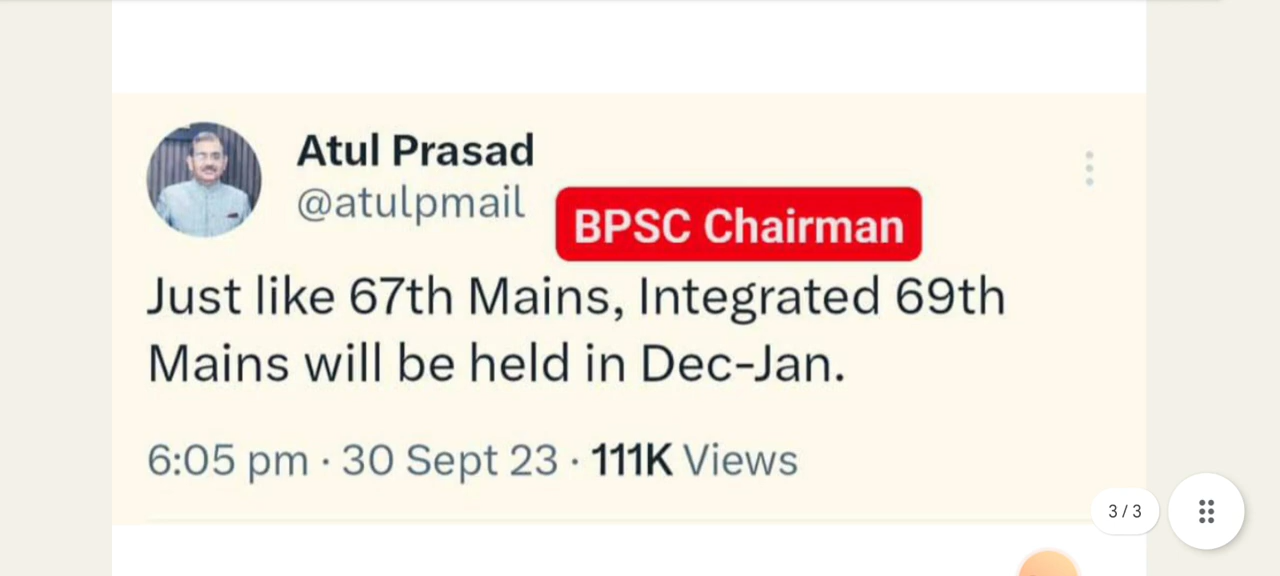 Atul Prasad
@atulpmail
BPSC Chairman
Just like 67th Mains, Integrated 69th
Mains will be held in Dec-Jan.
6:05 pm · 30 Sept 23 · 111K Views
3 / 3